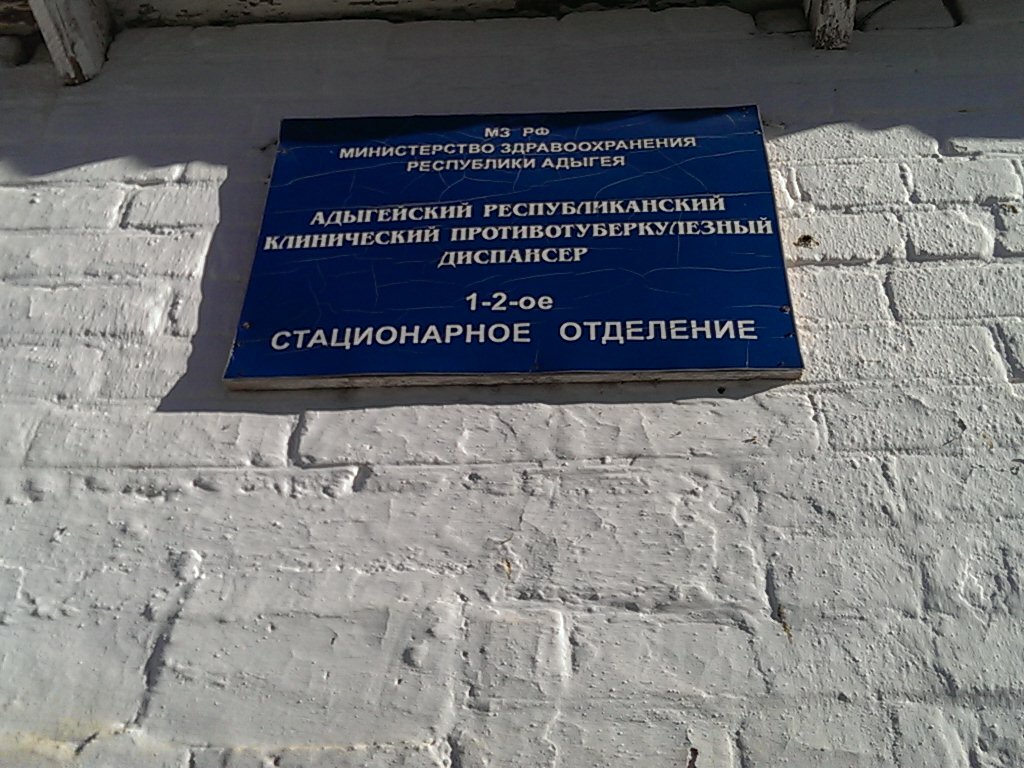 МЗ РФ
МИНИСТЕРСТВО ЗДРАВООХРАНЕНИЯ
РЕСПУБЛИКИ АДЫГЕЯ
АДЫГЕЙСКИЙ РЕСПУБЛИКАНСКИЙ
КЛИНИЧЕСКИЙ ПРОТИВОТУБЕРКУЛЕЗНЫЙ
ДИСПАНСЕР
1-2-ое
СТАЦИОНАРНОЕ ОТДЕЛЕНИЕ